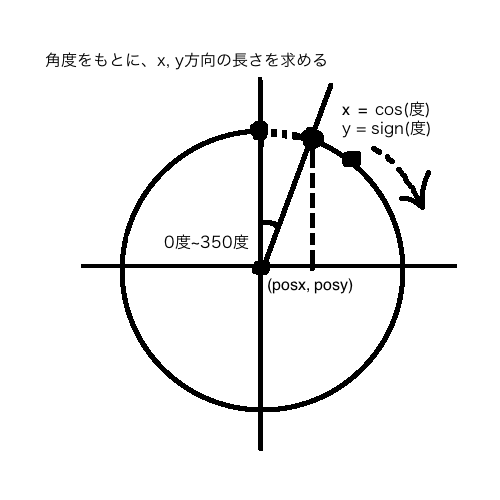 角度をもとに、x, y方向の長さを求める
x = cos(度)
y = sign(度)
0度~350度
(posx, posy)